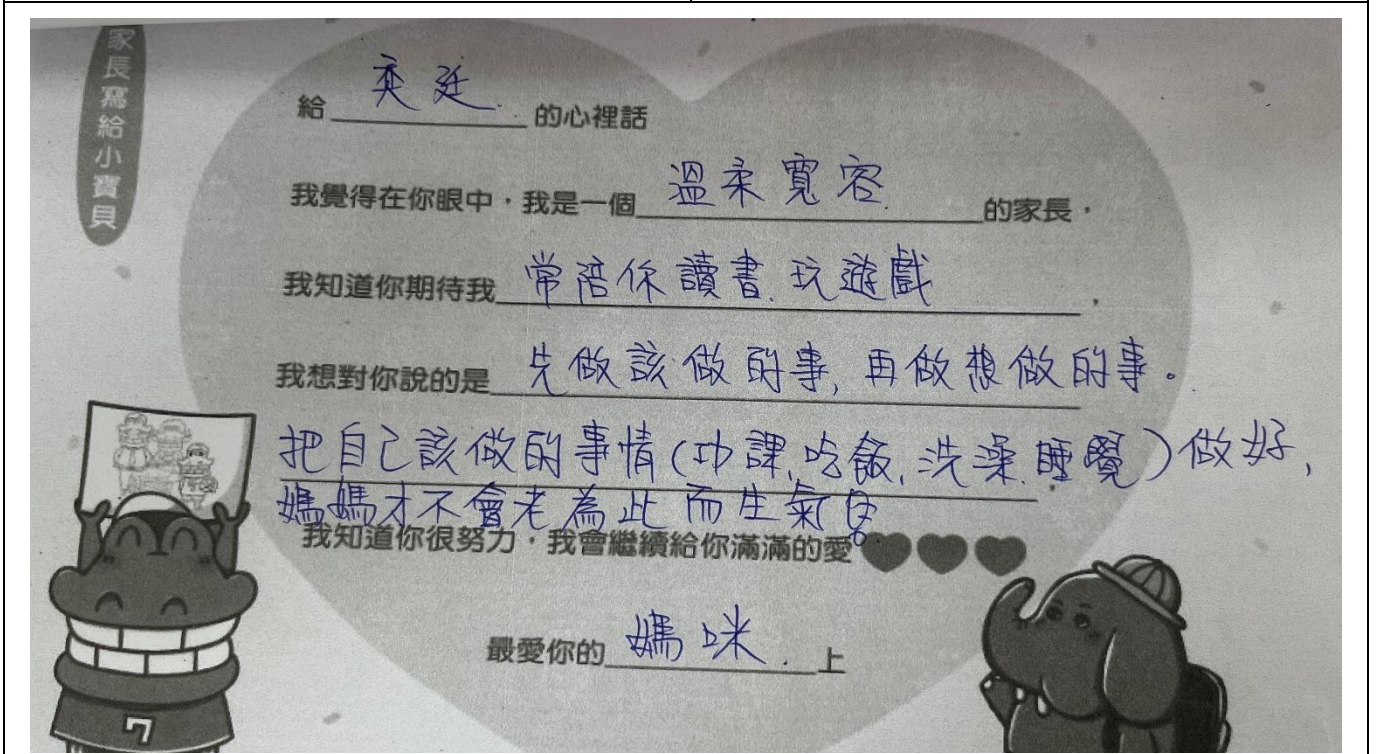 家長寫給小寶貝
給 奕廷 的心裡話
我覺得在你眼中，我是一個 溫柔寬容 的家長，
我知道你期待我 常陪你讀書、玩遊戲，
我想對你說的是 先做該做的事, 再做想做的事。
把自己該做的事情(功課、吃飯、洗澡、睡覺)做好,
媽媽才不會老為此而生氣
我知道你很努力，我會繼續給你滿滿的愛
最愛你的 媽咪 上